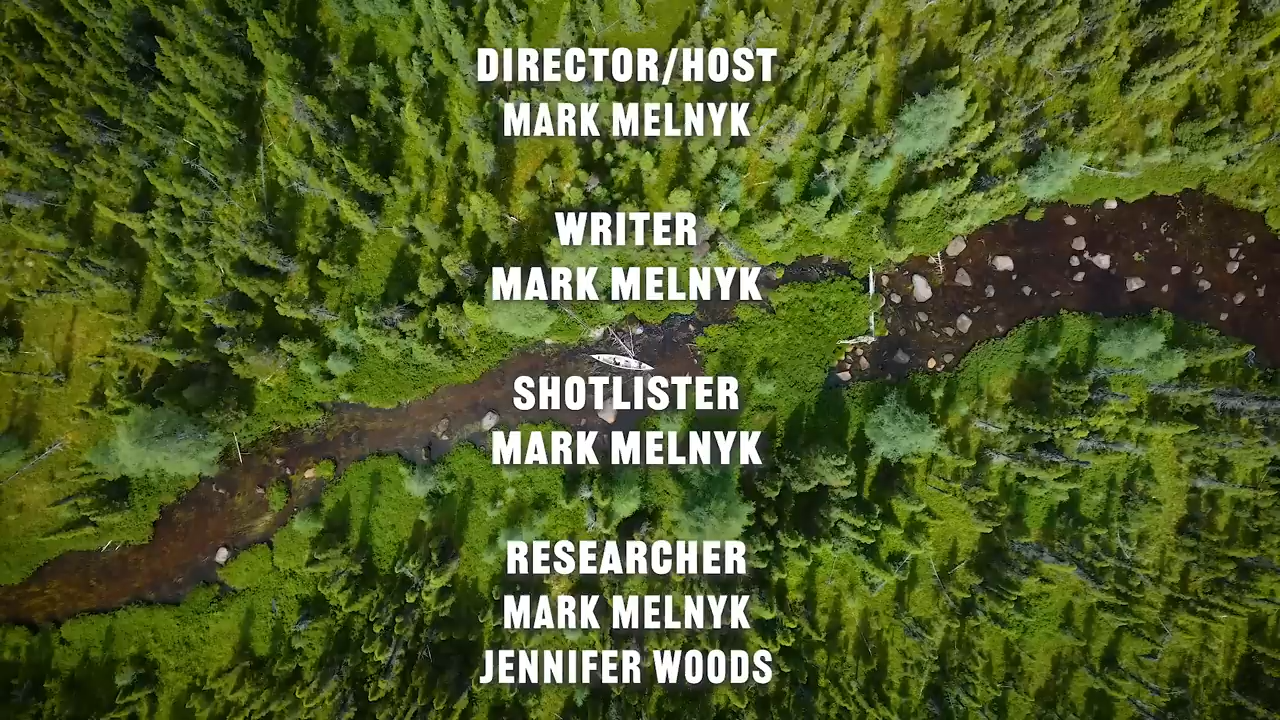 DIRECTOR/HOST
MARK MELNYK
WRITER
MARK MELNYK
SHOTLISTER
MARK MELNYK
RESEARCHER
MARK MELNYK
JENNIFER WOODS